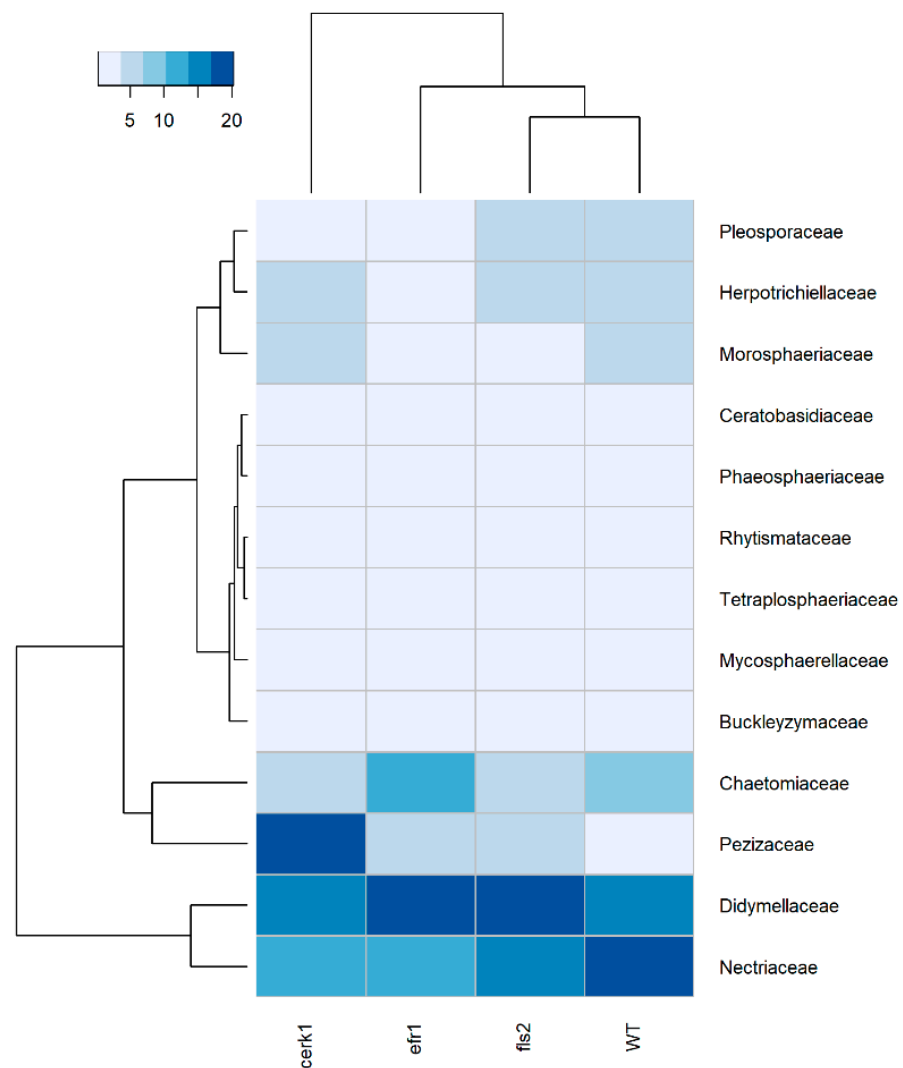 5 10 20
Pleosporaceae
Herpotrichiellaceae
Morosphaeriaceae
Ceratobasidiaceae
Phaeosphaeriaceae
Rhytismataceae
Tetraplosphaeriaceae
Mycosphaerellaceae
Buckleyzymaceae
Chaetomiaceae
Pezizaceae
Didymellaceae
Nectriaceae
cerk1
efr1
fls2
WT